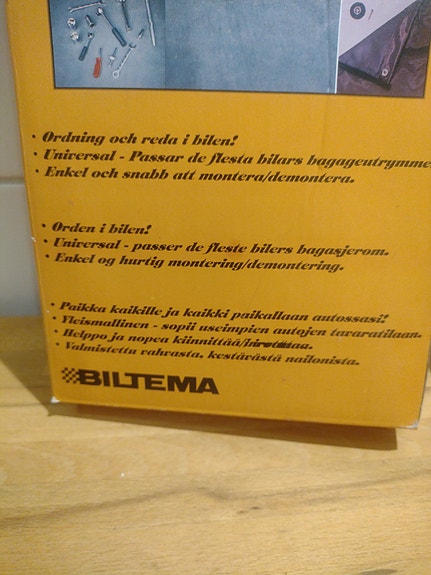 • Ordning och reda i bilen!
• Universal - Passar de flesta bilars bagageutrymme
• Enkel och snabb att montera/demontera.
• Orden i bilen!
• Universal - passer de fleste bilers bagasjerom.
• Enkel og hurtig montering/demontering.
• Paikka kaikille ja kaikki paikallaan autossasi!
• Yleismallinen - sopii useimpien autojen tavaratilaan.
• Helppo ja nopea kiinnittää/irrottaa.
• Valmistettu vahvasta, kestävästä nailonista.
BILTEMA